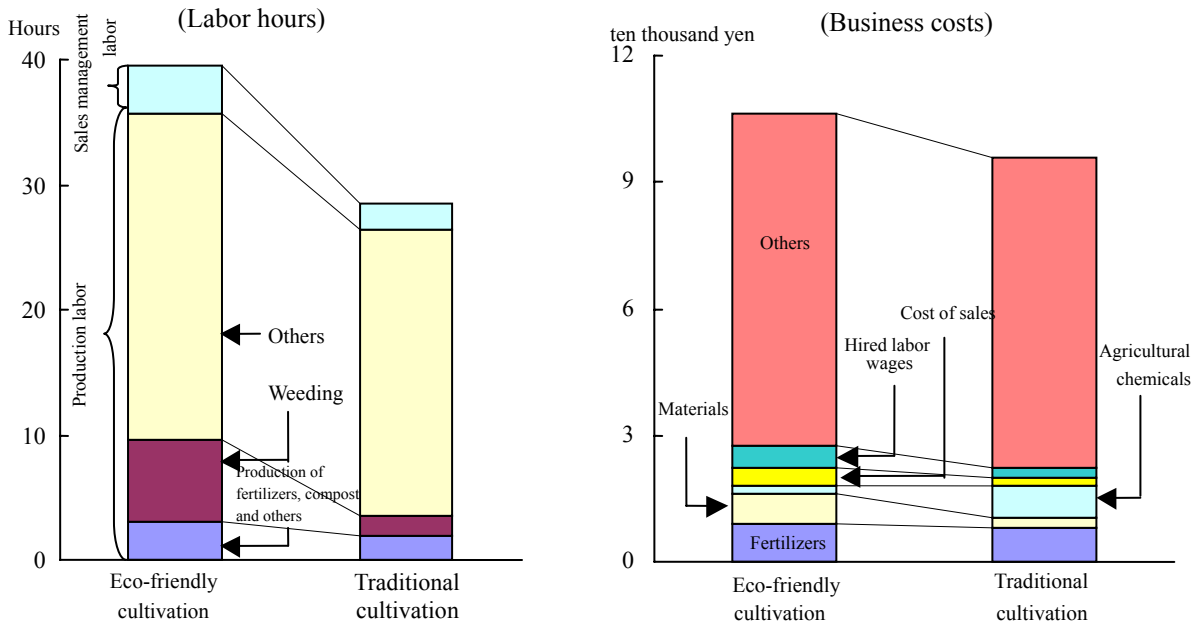 (Labor hours)
Hours
40
30
20
10
0
Sales management
labor
Production labor
Others
Weeding
Production of
fertilizers, compost
and others
Eco-friendly
cultivation
Traditional
cultivation
(Business costs)
ten thousand yen
12
9
6
3
0
Others
Cost of sales
Hired labor
wages
Agricultural
chemicals
Materials
Fertilizers
Eco-friendly
cultivation
Traditional
cultivation